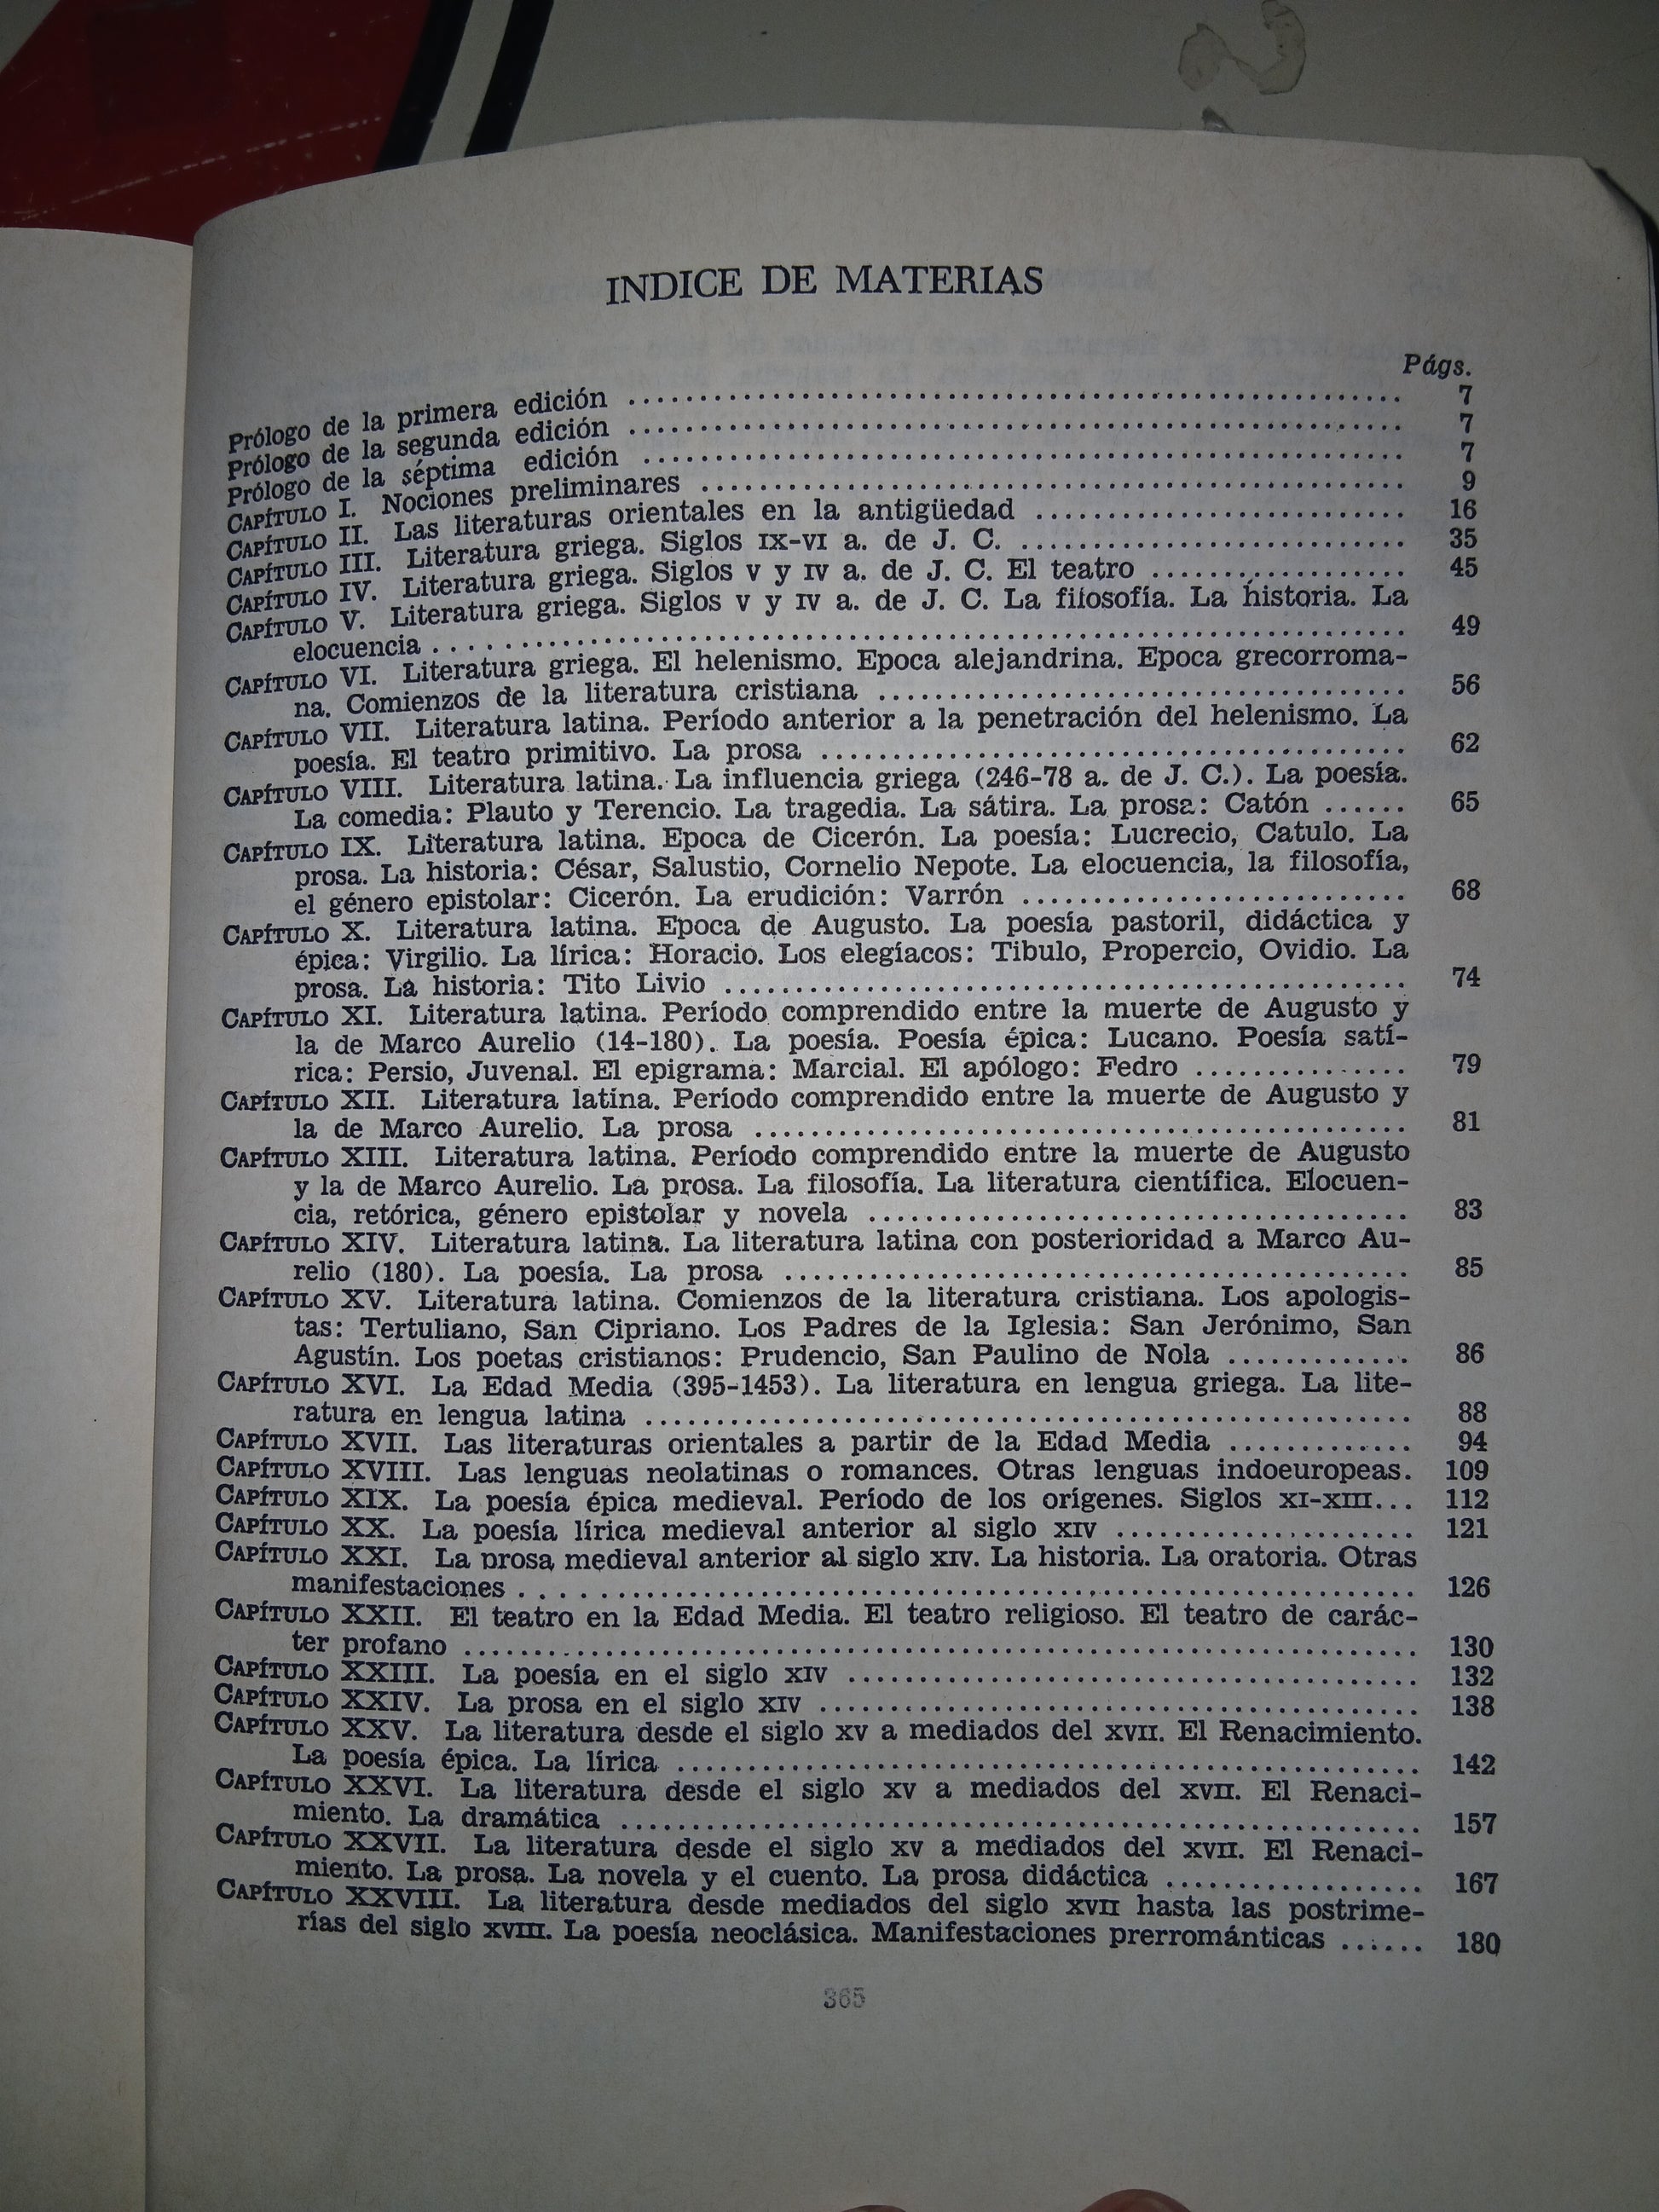 INDICE DE MATERIAS
Págs.
Prólogo de la primera edición ........ 7
Prólogo de la segunda edición ........ 7
Prólogo de la séptima edición ........ 7
CAPÍTULO I. Nociones preliminares ........ 9
CAPÍTULO II. Las literaturas orientales en la antigüedad ........ 16
CAPÍTULO III. Literatura griega. Siglos IX-VI a. de J. C. ........ 35
CAPÍTULO IV. Literatura griega. Siglos V y IV a. de J. C. El teatro ........ 45
CAPÍTULO V. Literatura griega. Siglos V y IV a. de J. C. La filosofía. La historia. La
elocuencia ........ 49
CAPÍTULO VI. Literatura griega. El helenismo. Epoca alejandrina. Epoca grecorroma-
na. Comienzos de la literatura cristiana ........ 56
CAPÍTULO VII. Literatura latina. Período anterior a la penetración del helenismo. La
poesía. El teatro primitivo. La prosa ........ 62
CAPÍTULO VIII. Literatura latina. La influencia griega (246-78 a. de J. C.). La poesía.
La comedia: Plauto y Terencio. La tragedia. La sátira. La prosa: Catón ...... 65
CAPÍTULO IX. Literatura latina. Epoca de Cicerón. La poesía: Lucrecio, Catulo. La
prosa. La historia: César, Salustio, Cornelio Nepote. La elocuencia, la filosofía,
el género epistolar: Cicerón. La erudición: Varrón ........ 68
CAPÍTULO X. Literatura latina. Epoca de Augusto. La poesía pastoril, didáctica y
épica: Virgilio. La lírica: Horacio. Los elegíacos: Tibulo, Propercio, Ovidio. La
prosa. La historia: Tito Livio ........ 74
CAPÍTULO XI. Literatura latina. Período comprendido entre la muerte de Augusto y
la de Marco Aurelio (14-180). La poesía. Poesía épica: Lucano. Poesía satí-
rica: Persio, Juvenal. El epigrama: Marcial. El apólogo: Fedro ........ 79
CAPÍTULO XII. Literatura latina. Período comprendido entre la muerte de Augusto y
la de Marco Aurelio. La prosa ........ 81
CAPÍTULO XIII. Literatura latina. Período comprendido entre la muerte de Augusto
y la de Marco Aurelio. La prosa. La filosofía. La literatura científica. Elocuen-
cia, retórica, género epistolar y novela ........ 83
CAPÍTULO XIV. Literatura latina. La literatura latina con posterioridad a Marco Au-
relio (180). La poesía. La prosa ........ 85
CAPÍTULO XV. Literatura latina. Comienzos de la literatura cristiana. Los apologis-
tas: Tertuliano, San Cipriano. Los Padres de la Iglesia: San Jerónimo, San
Agustín. Los poetas cristianos: Prudencio, San Paulino de Nola ........ 86
CAPÍTULO XVI. La Edad Media (395-1453). La literatura en lengua griega. La lite-
ratura en lengua latina ........ 88
CAPÍTULO XVII. Las literaturas orientales a partir de la Edad Media ........ 94
CAPÍTULO XVIII. Las lenguas neolatinas o romances. Otras lenguas indoeuropeas. 109
CAPÍTULO XIX. La poesía épica medieval. Período de los orígenes. Siglos XI-XIII... 112
CAPÍTULO XX. La poesía lírica medieval anterior al siglo XIV ........ 121
CAPÍTULO XXI. La prosa medieval anterior al siglo XIV. La historia. La oratoria. Otras
manifestaciones ........ 126
CAPÍTULO XXII. El teatro en la Edad Media. El teatro religioso. El teatro de carác-
ter profano ........ 130
CAPÍTULO XXIII. La poesía en el siglo XIV ........ 132
CAPÍTULO XXIV. La prosa en el siglo XIV ........ 138
CAPÍTULO XXV. La literatura desde el siglo XV a mediados del XVII. El Renacimiento.
La poesía épica. La lírica ........ 142
CAPÍTULO XXVI. La literatura desde el siglo XV a mediados del XVII. El Renaci-
miento. La dramática ........ 157
CAPÍTULO XXVII. La literatura desde el siglo XV a mediados del XVII. El Renaci-
miento. La prosa. La novela y el cuento. La prosa didáctica ........ 167
CAPÍTULO XXVIII. La literatura desde mediados del siglo XVII hasta las postrime-
rías del siglo XVIII. La poesía neoclásica. Manifestaciones prerrománticas ...... 180
365